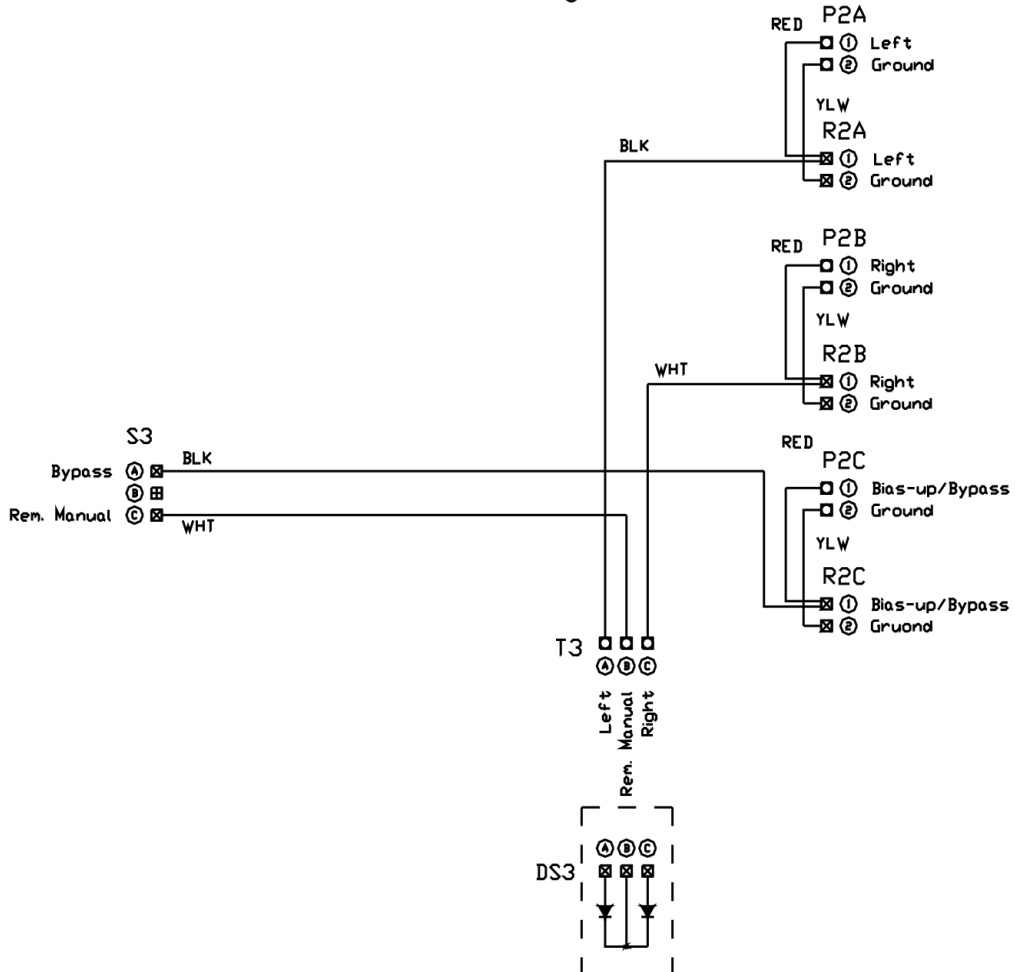 P2A
RED
① Left
② Ground
YLW
R2A
BLK
① Left
② Ground
P2B
RED
① Right
② Ground
YLW
R2B
WHT
① Right
② Ground
S3
RED
P2C
Bypass Ⓐ
BLK
① Bias-up/Bypass
Ⓑ
② Ground
Rem. Manual Ⓒ
WHT
YLW
R2C
① Bias-up/Bypass
② Gruond
T3
Ⓐ Ⓑ Ⓒ
Left
Rem. Manual
Right
Ⓐ Ⓑ Ⓒ
DS3